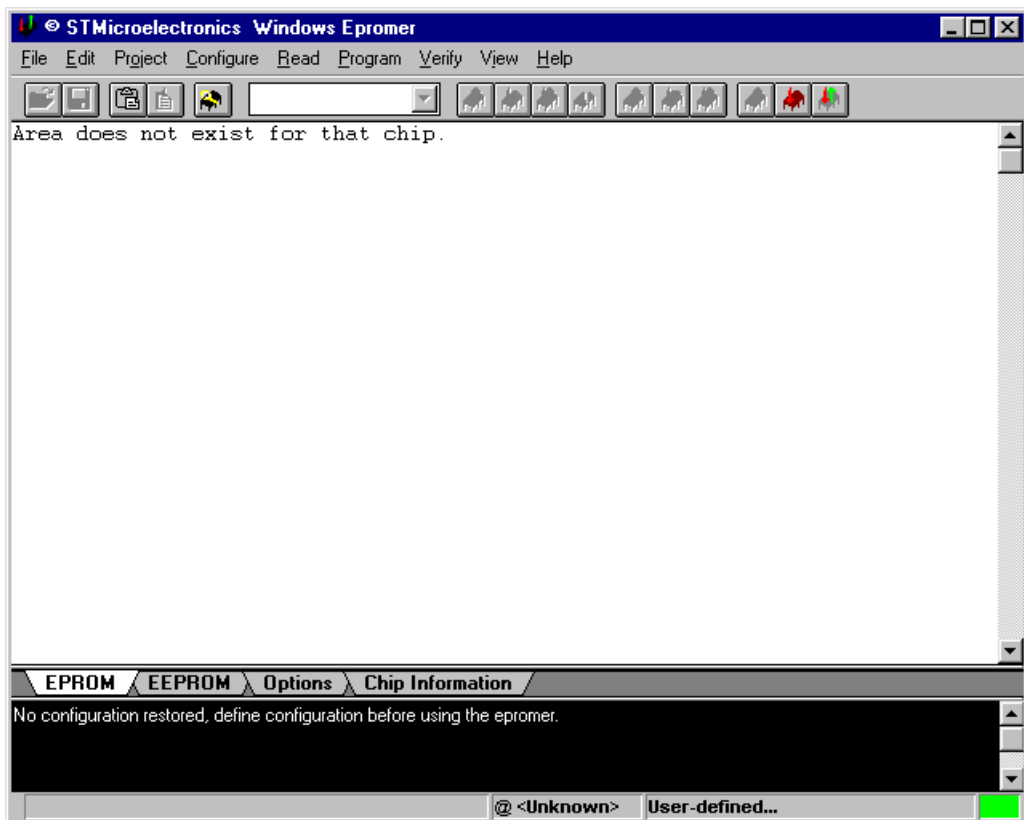 © STMicroelectronics Windows Epromer
File Edit Project Configure Read Program Verify View Help
Area does not exist for that chip.
EPROM EEPROM Options Chip Information
No configuration restored, define configuration before using the epromer.
@ <Unknown> User-defined...